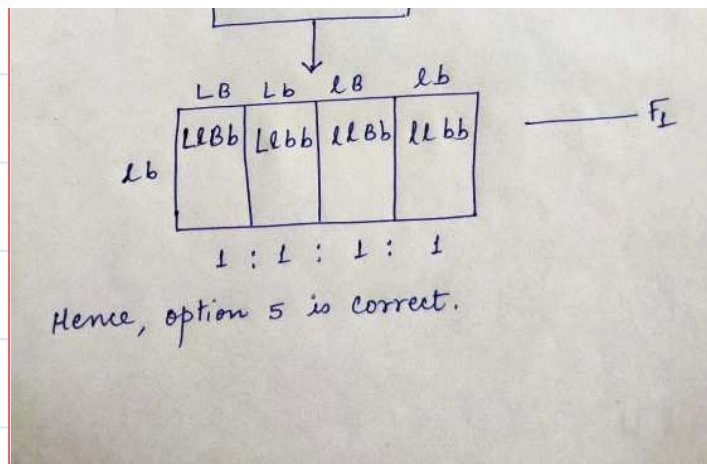 LB Lb lB lb
LlBb Llbb llBb llbb F1
lb
1 : 1 : 1 : 1
Hence, option 5 is correct.